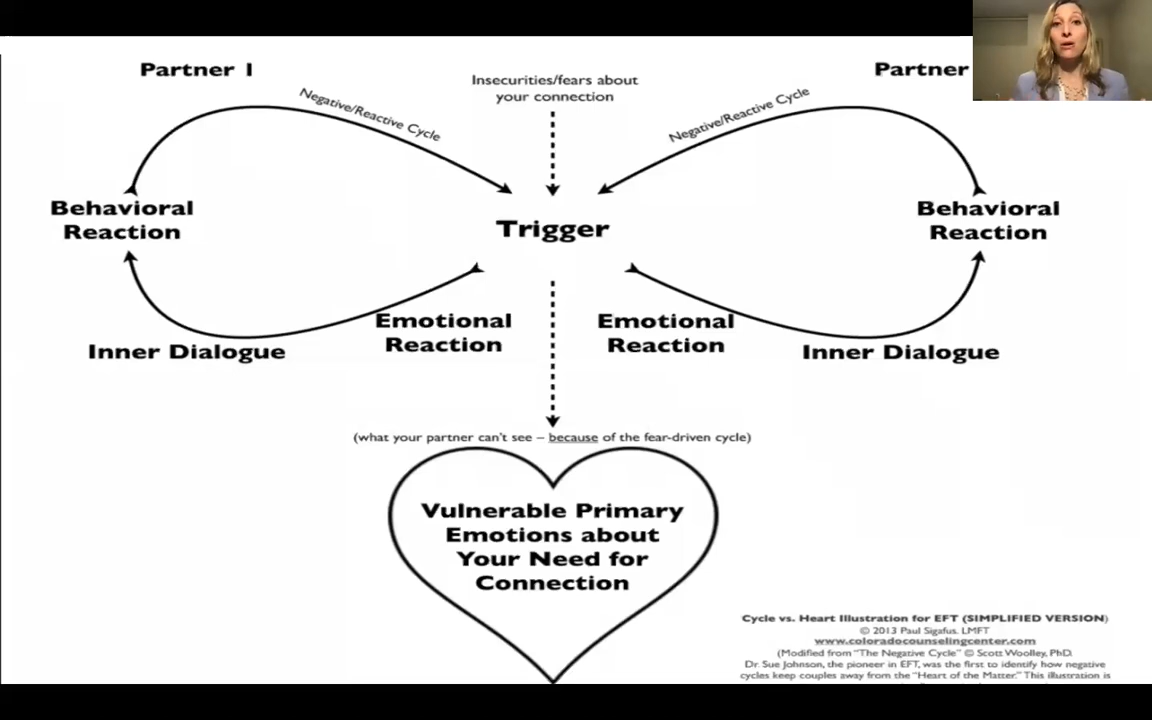 Partner 1
Insecurities/fears about
your connection
Partner
Negative/Reactive Cycle
Negative/Reactive Cycle
Behavioral
Reaction
Trigger
Behavioral
Reaction
Emotional
Reaction
Emotional
Reaction
Inner Dialogue
Inner Dialogue
(what your partner can't see – because of the fear-driven cycle)
Vulnerable Primary
Emotions about
Your Need for
Connection
Cycle vs. Heart Illustration for EFT (SIMPLIFIED VERSION)
© 2013 Paul Sigafus. LMFT
www.coloradocounselingcenter.com
(Modified from "The Negative Cycle" © Scott Woolley, PhD.
Dr. Sue Johnson, the pioneer in EFT, was the first to identify how negative
cycles keep couples away from the "Heart of the Matter." This illustration is